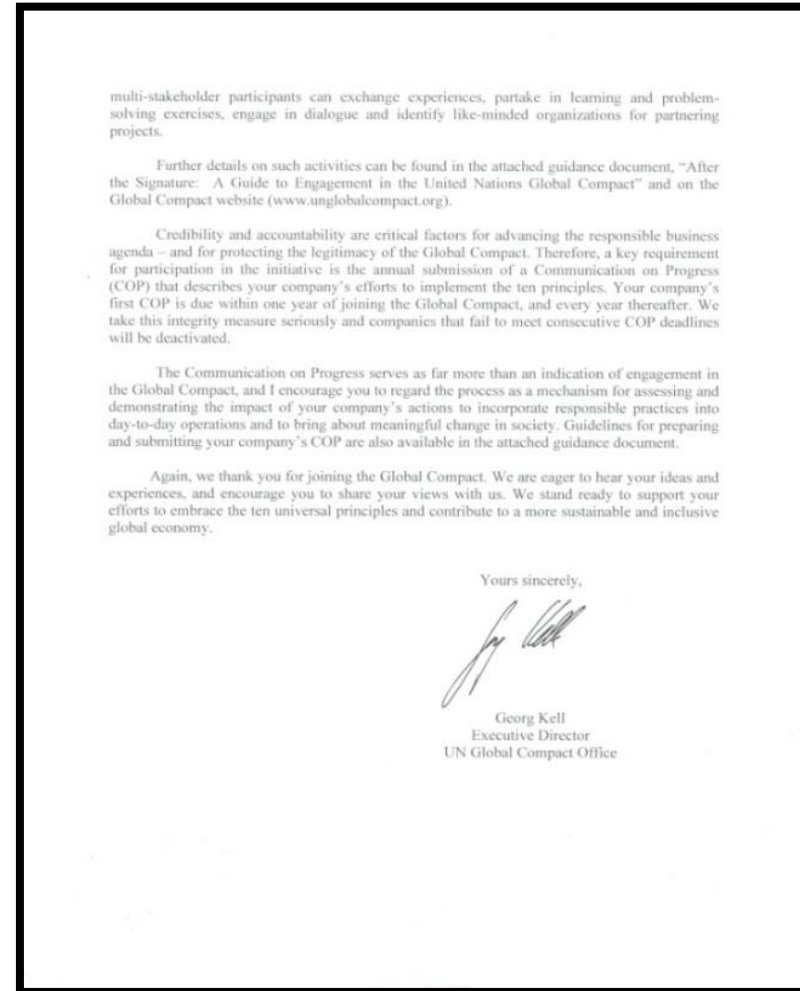 multi-stakeholder participants can exchange experiences, partake in learning and problem-
solving exercises, engage in dialogue and identify like-minded organizations for partnering
projects.
Further details on such activities can be found in the attached guidance document, “After
the Signature: A Guide to Engagement in the United Nations Global Compact” and on the
Global Compact website (www.unglobalcompact.org).
Credibility and accountability are critical factors for advancing the responsible business
agenda – and for protecting the legitimacy of the Global Compact. Therefore, a key requirement
for participation in the initiative is the annual submission of a Communication on Progress
(COP) that describes your company’s efforts to implement the ten principles. Your company’s
first COP is due within one year of joining the Global Compact, and every year thereafter. We
take this integrity measure seriously and companies that fail to meet consecutive COP deadlines
will be deactivated.
The Communication on Progress serves as far more than an indication of engagement in
the Global Compact, and I encourage you to regard the process as a mechanism for assessing and
demonstrating the impact of your company’s actions to incorporate responsible practices into
day-to-day operations and to bring about meaningful change in society. Guidelines for preparing
and submitting your company’s COP are also available in the attached guidance document.
Again, we thank you for joining the Global Compact. We are eager to hear your ideas and
experiences, and encourage you to share your views with us. We stand ready to support your
efforts to embrace the ten universal principles and contribute to a more sustainable and inclusive
global economy.
Yours sincerely,
Georg Kell
Executive Director
UN Global Compact Office